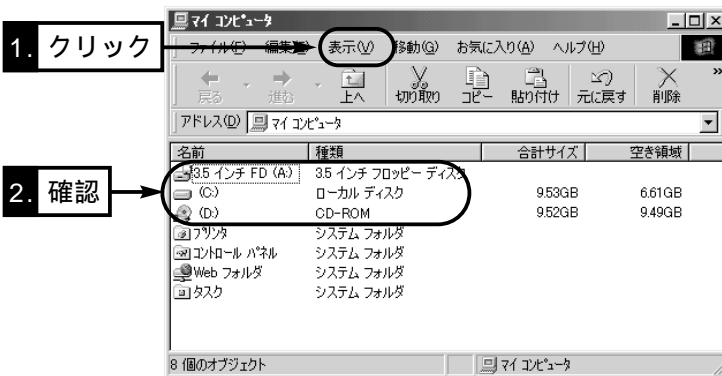 マイ コンピュータ
1. クリック
ファイル(F) 編集(E) 表示(V) 移動(G) お気に入り(A) ヘルプ(H)
戻る 進む 上へ 切り取り コピー 貼り付け 元に戻す 削除 »
アドレス(D) マイ コンピュータ
名前 種類 合計サイズ 空き領域
3.5 インチ FD (A:) 3.5 インチ フロッピー ディスク
2. 確認
(C:) ローカル ディスク 9.53GB 6.61GB
(D:) CD-ROM 9.52GB 9.49GB
プリンタ システム フォルダ
コントロール パネル システム フォルダ
Web フォルダ システム フォルダ
タスク システム フォルダ
8 個のオブジェクト マイ コンピュータ